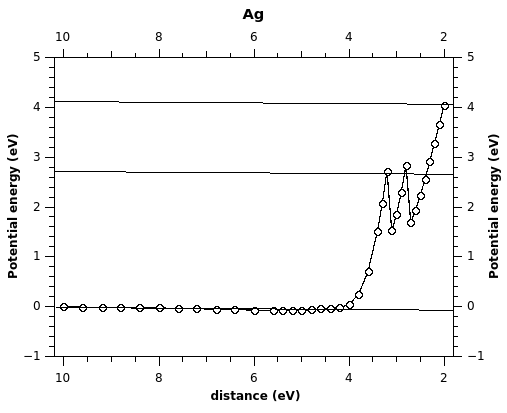 Ag
10 8 6 4 2
5 5
4 4
3 3
2 2
1 1
0 0
−1 −1
Potential energy (eV)
Potential energy (eV)
10 8 6 4 2
distance (eV)